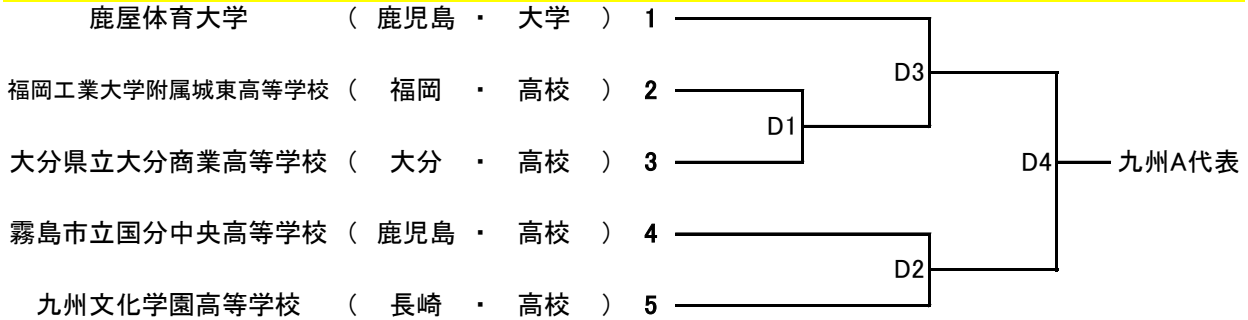 鹿屋体育大学 ( 鹿児島 ・ 大学 ) 1
D3
福岡工業大学附属城東高等学校 ( 福岡 ・ 高校 ) 2
D1
大分県立大分商業高等学校 ( 大分 ・ 高校 ) 3
D4 九州A代表
霧島市立国分中央高等学校 ( 鹿児島 ・ 高校 ) 4
D2
九州文化学園高等学校 ( 長崎 ・ 高校 ) 5